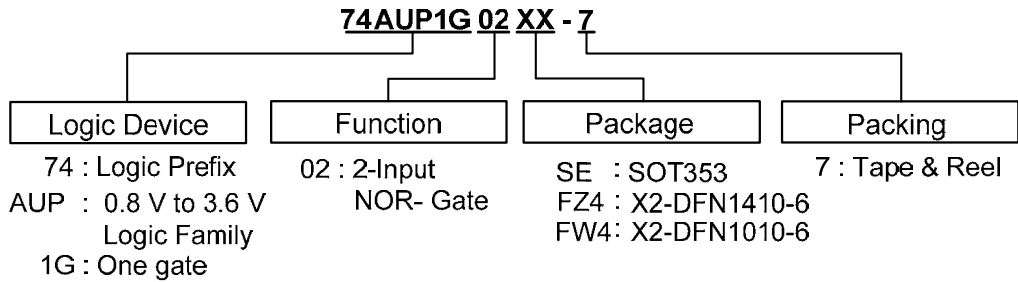 74AUP1G 02 XX - 7
Logic Device
74 : Logic Prefix
AUP : 0.8 V to 3.6 V
Logic Family
1G : One gate
Function
02 : 2-Input
NOR- Gate
Package
SE : SOT353
FZ4 : X2-DFN1410-6
FW4 : X2-DFN1010-6
Packing
7 : Tape & Reel